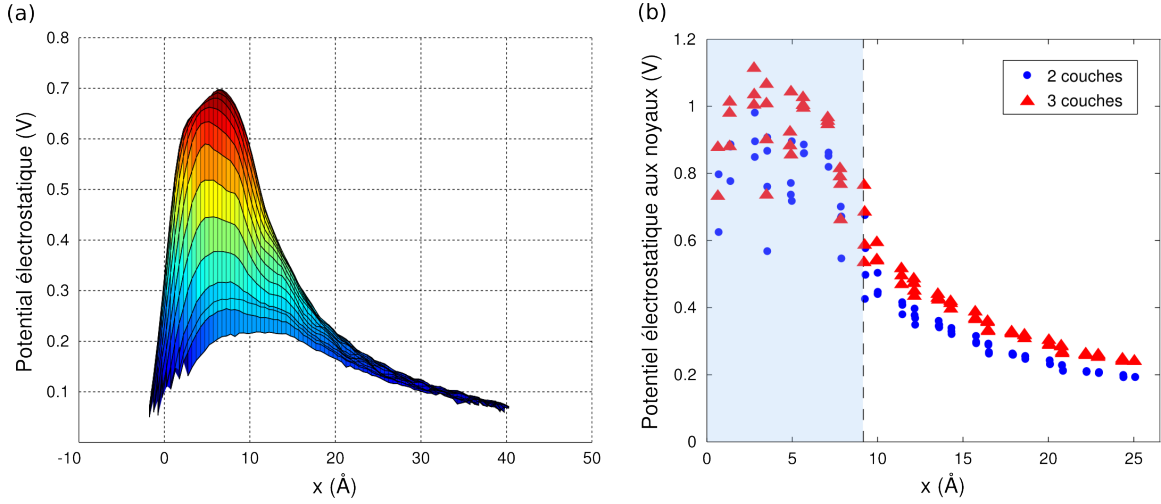 (a)
Potential électrostatique (V)
0.8
0.7
0.6
0.5
0.4
0.3
0.2
0.1
-10 0 10 20 30 40 50
x (Å)
(b)
Potentiel électrostatique aux noyaux (V)
1.2
1
0.8
0.6
0.4
0.2
0
2 couches
3 couches
0 5 10 15 20 25
x (Å)